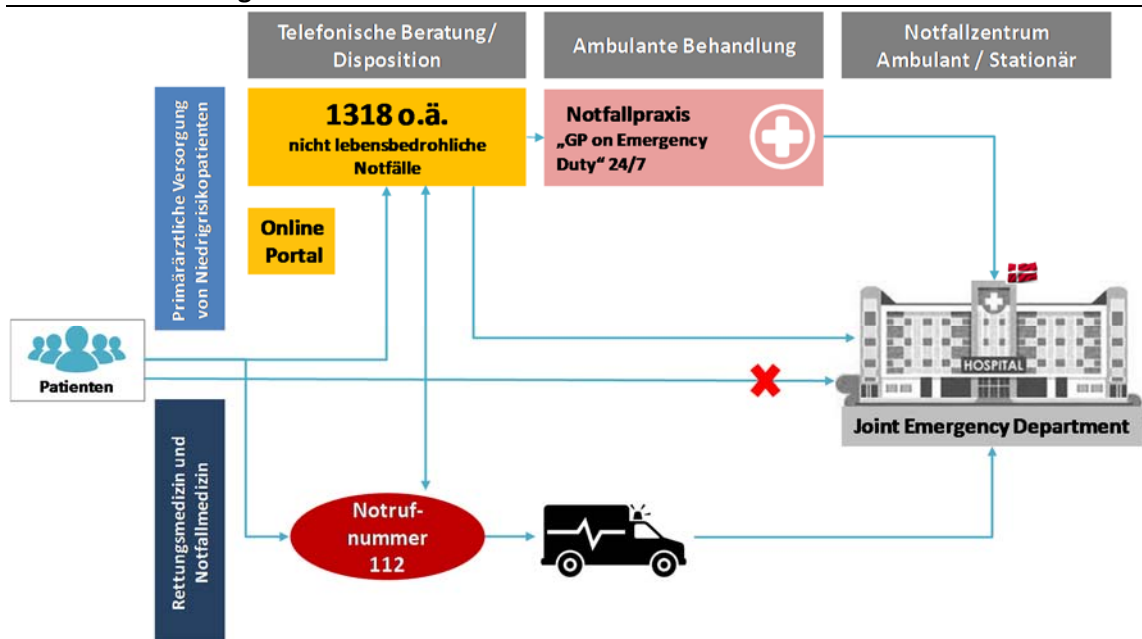 Telefonische Beratung/
Disposition
Ambulante Behandlung
Notfallzentrum
Ambulant / Stationär
Primärärztliche Versorgung
von Niedrigrisikopatienten
1318 o.ä.
nicht lebensbedrohliche
Notfälle
Notfallpraxis
„GP on Emergency
Duty“ 24/7
Online
Portal
Patienten
HOSPITAL
Joint Emergency Department
Rettungsmedizin und
Notfallmedizin
Notruf-
nummer
112